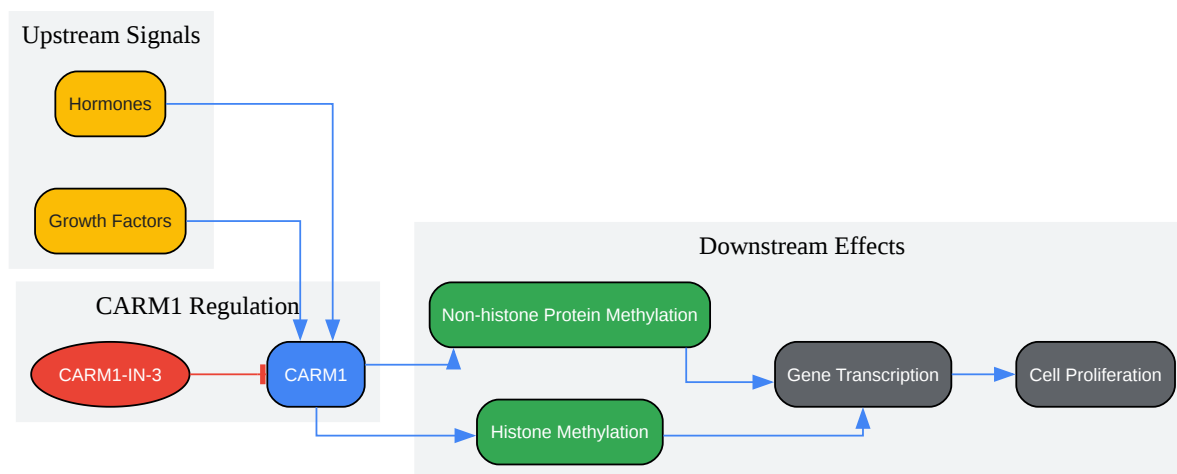 Upstream Signals
Hormones
Growth Factors
CARM1 Regulation
CARM1-IN-3
CARM1
Downstream Effects
Non-histone Protein Methylation
Histone Methylation
Gene Transcription
Cell Proliferation